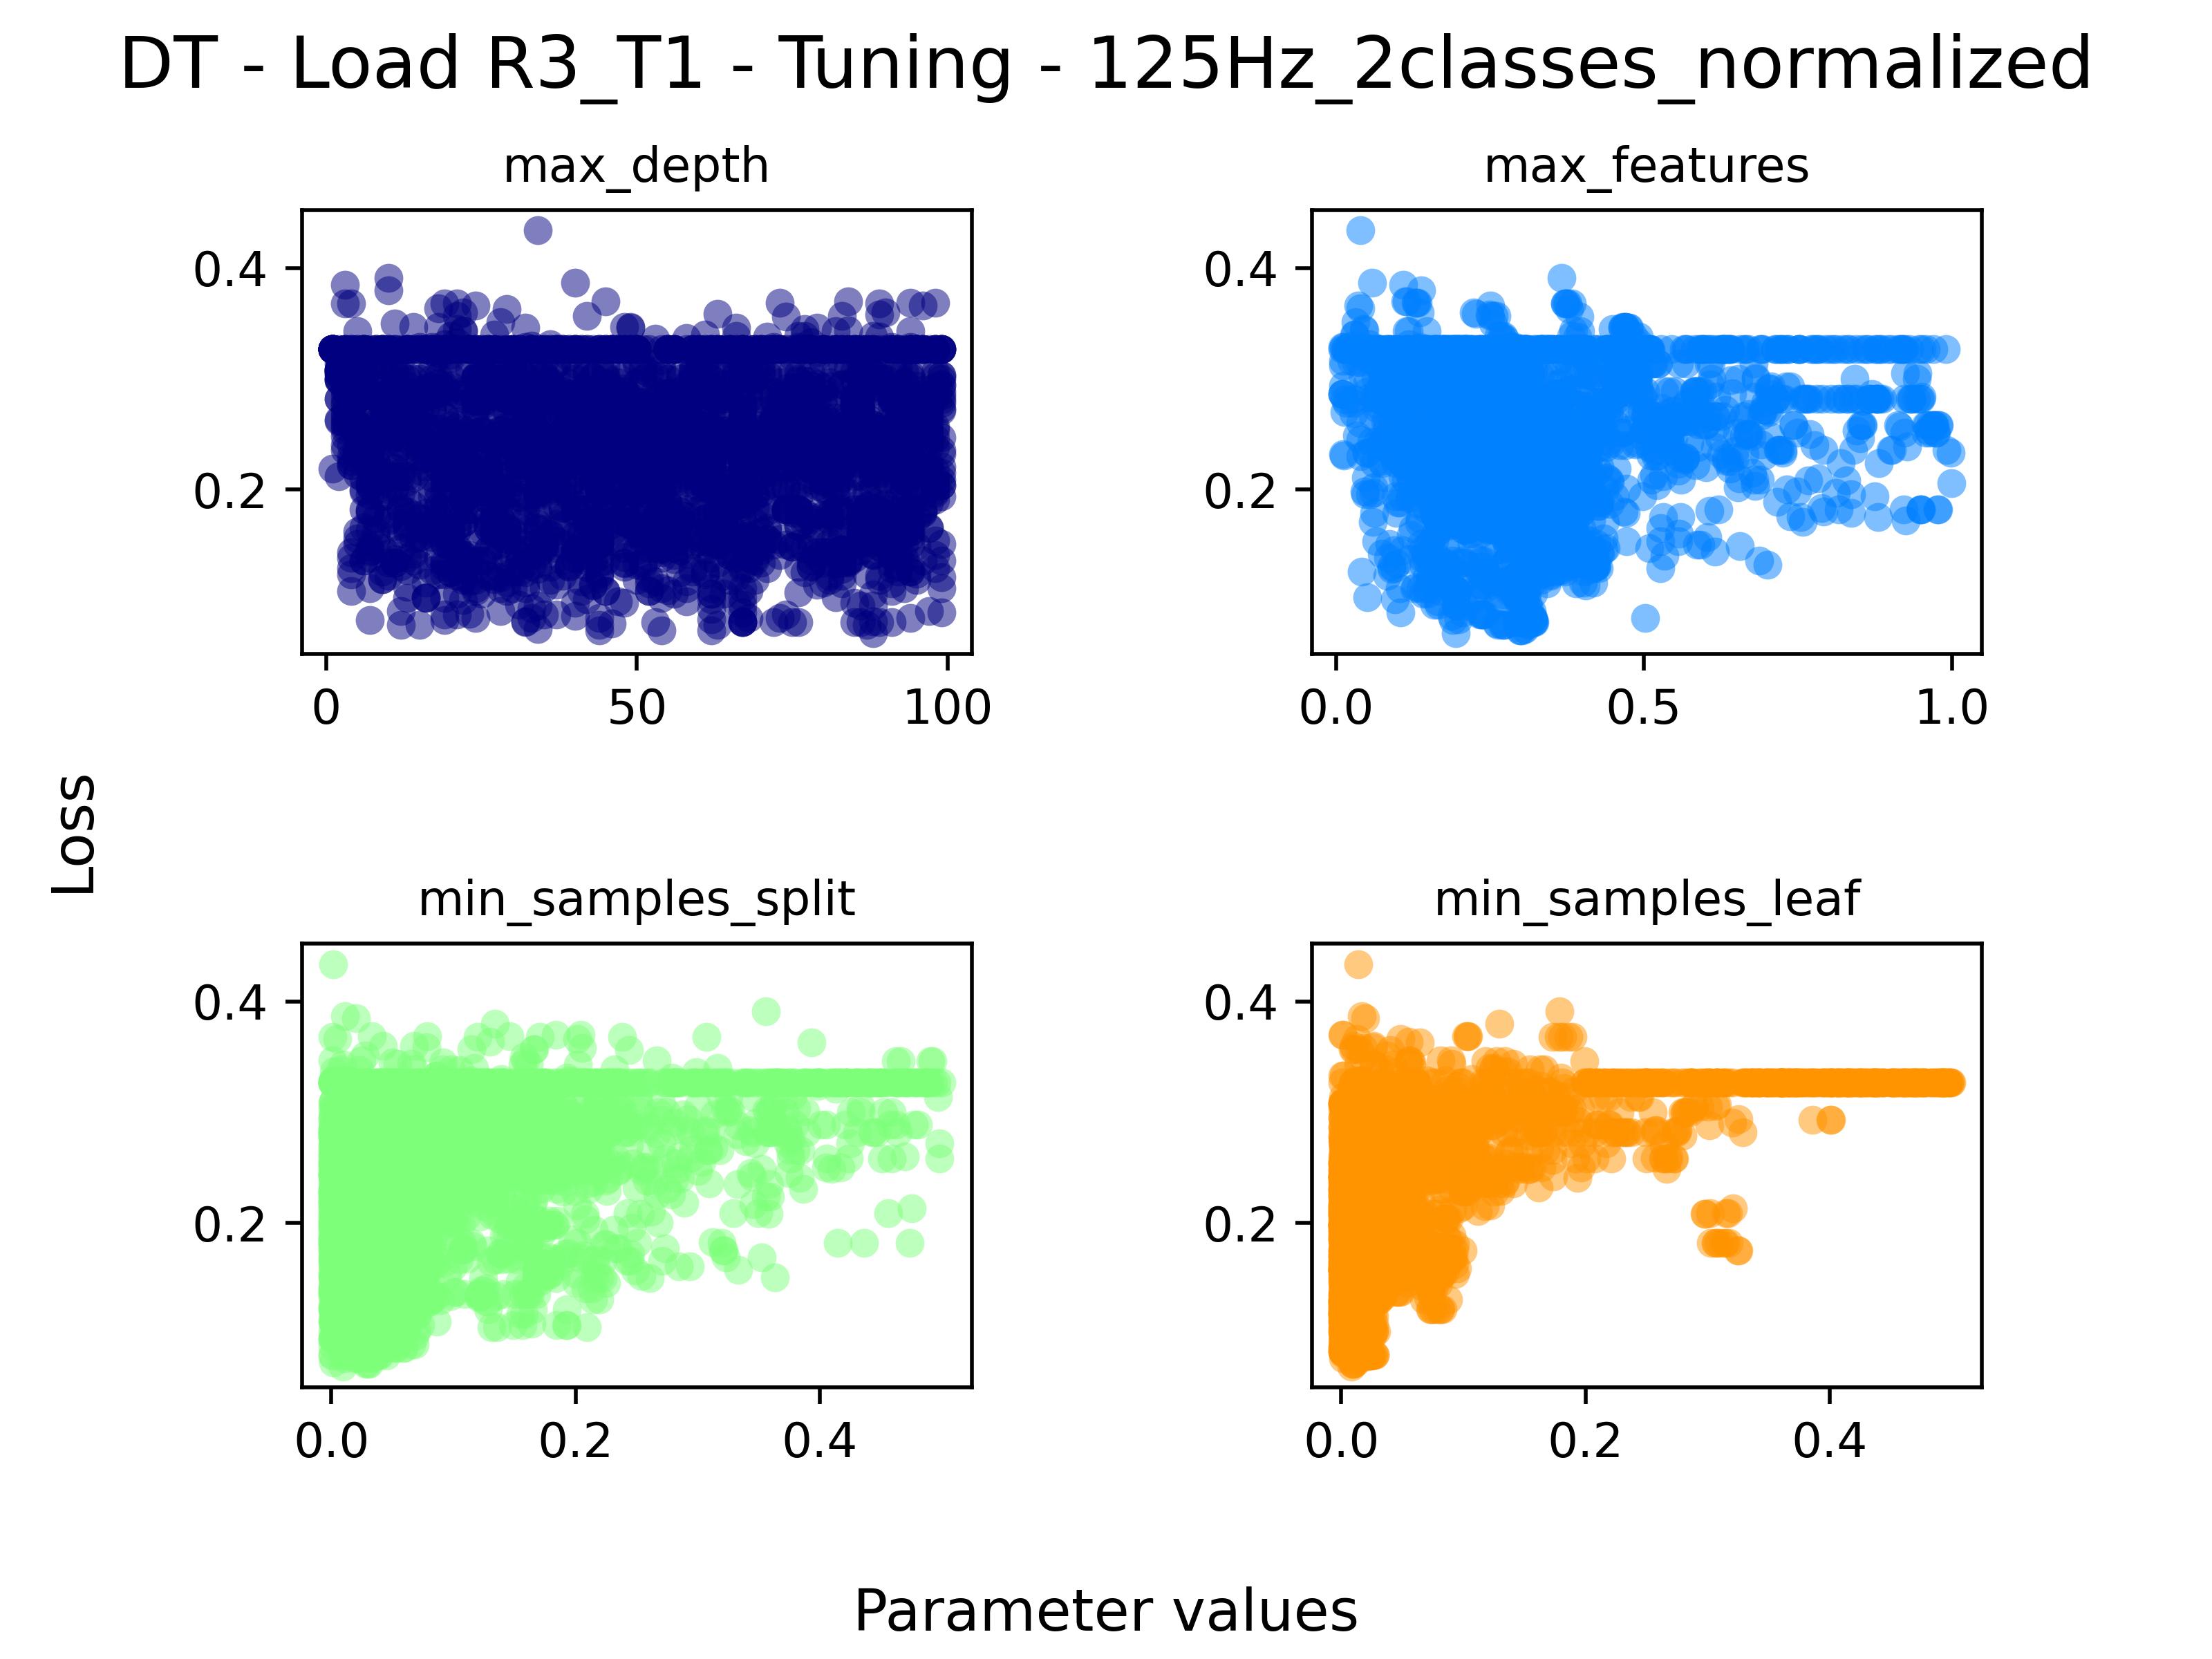 DT - Load R3_T1 - Tuning - 125Hz_2classes_normalized
max_depth
max_features
0.4
0.2
0
50
100
0.4
0.2
0.0
0.5
1.0
Loss
min_samples_split
min_samples_leaf
0.4
0.2
0.0
0.2
0.4
0.4
0.2
0.0
0.2
0.4
Parameter values